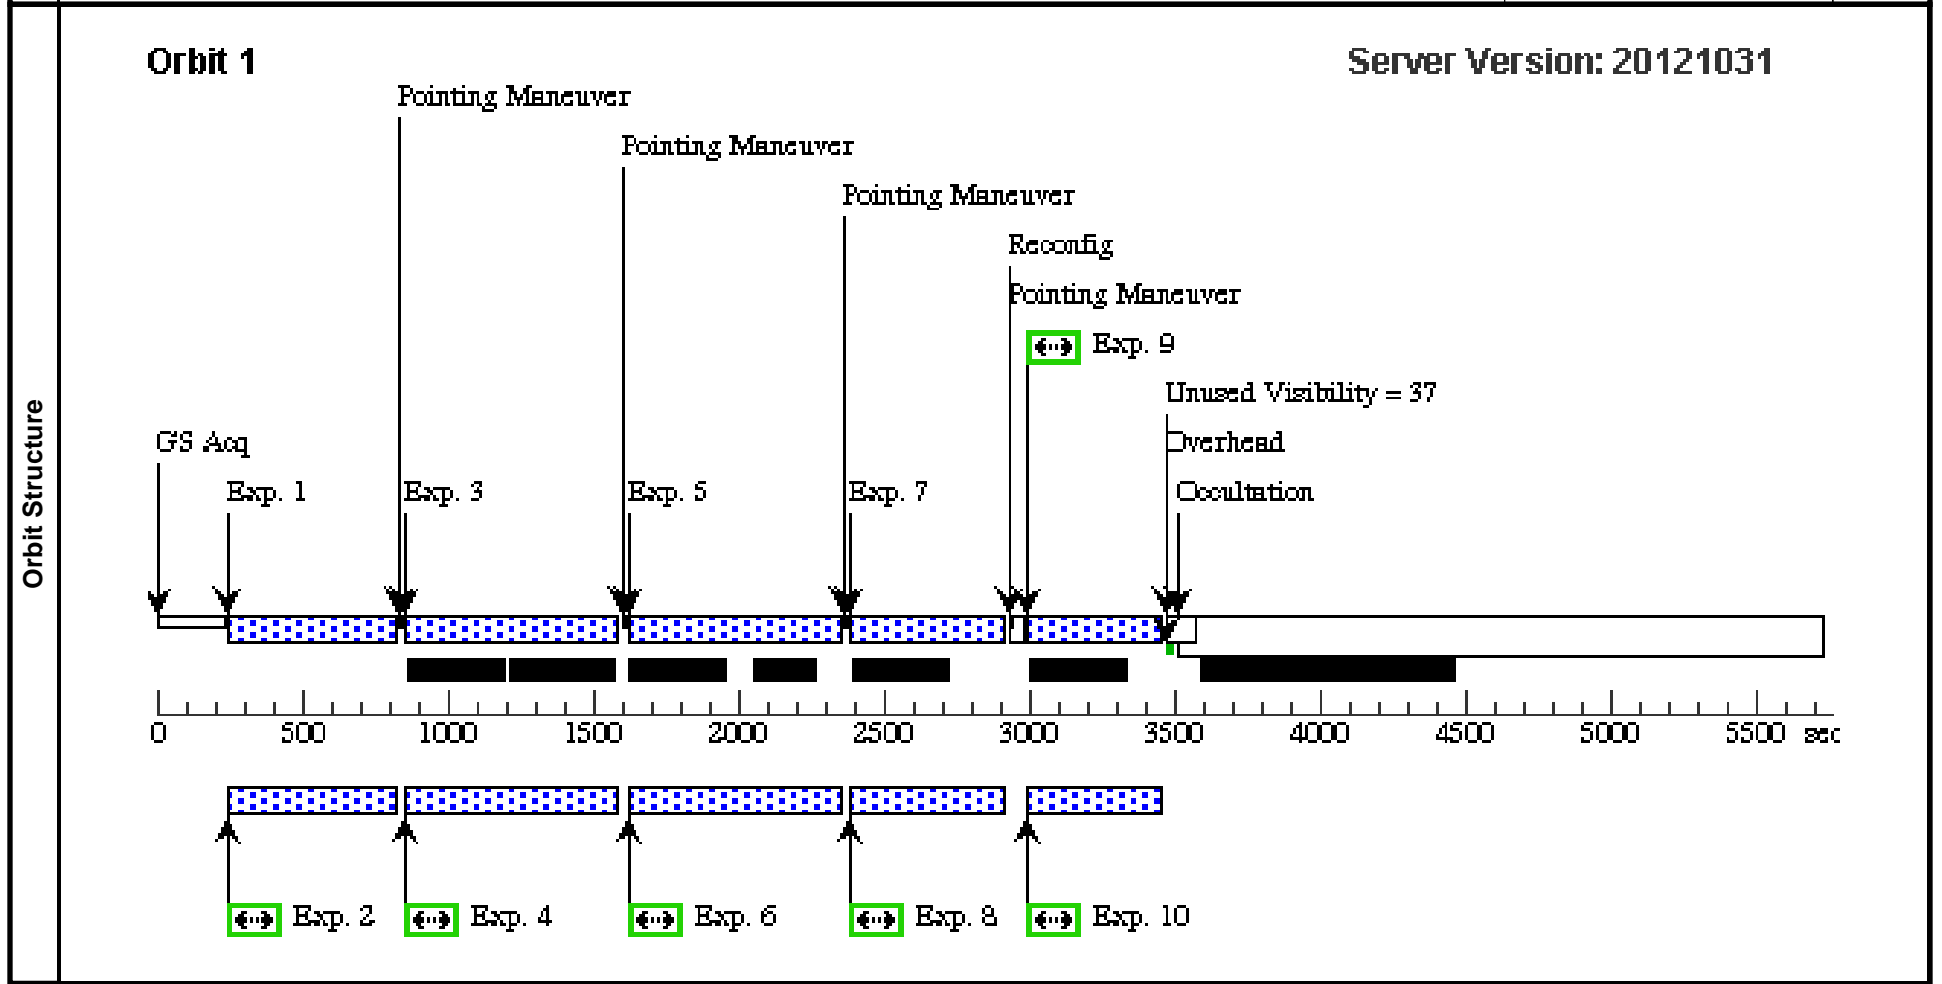 Orbit Structure
Orbit 1
Server Version: 20121031
Pointing Maneuver
Pointing Maneuver
Pointing Maneuver
Reconfig
Pointing Maneuver
Exp. 9
Unused Visibility = 37
GS Acq
Overhead
Exp. 1
Exp. 3
Exp. 5
Exp. 7
Occultation
0 500 1000 1500 2000 2500 3000 3500 4000 4500 5000 5500 sec
Exp. 2
Exp. 4
Exp. 6
Exp. 8
Exp. 10